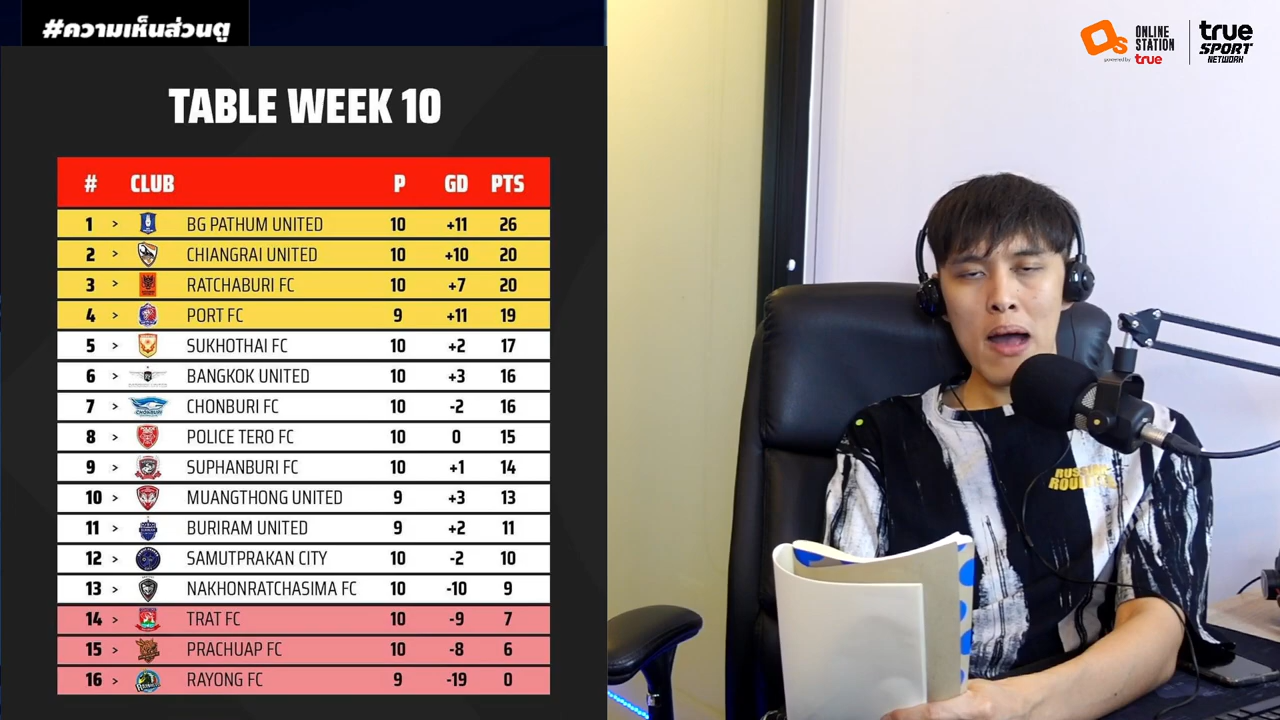 #ความเห็นส่วนตู
ONLINE
STATION
powered by true
true
SPORT
NETWORK
TABLE WEEK 10
# CLUB P GD PTS
1 > BG PATHUM UNITED 10 +11 26
2 > CHIANGRAI UNITED 10 +10 20
3 > RATCHABURI FC 10 +7 20
4 > PORT FC 9 +11 19
5 > SUKHOTHAI FC 10 +2 17
6 > BANGKOK UNITED 10 +3 16
7 > CHONBURI FC 10 -2 16
8 > POLICE TERO FC 10 0 15
9 > SUPHANBURI FC 10 +1 14
10 > MUANGTHONG UNITED 9 +3 13
11 > BURIRAM UNITED 9 +2 11
12 > SAMUTPRAKAN CITY 10 -2 10
13 > NAKHONRATCHASIMA FC 10 -10 9
14 > TRAT FC 10 -9 7
15 > PRACHUAP FC 10 -8 6
16 > RAYONG FC 9 -19 0